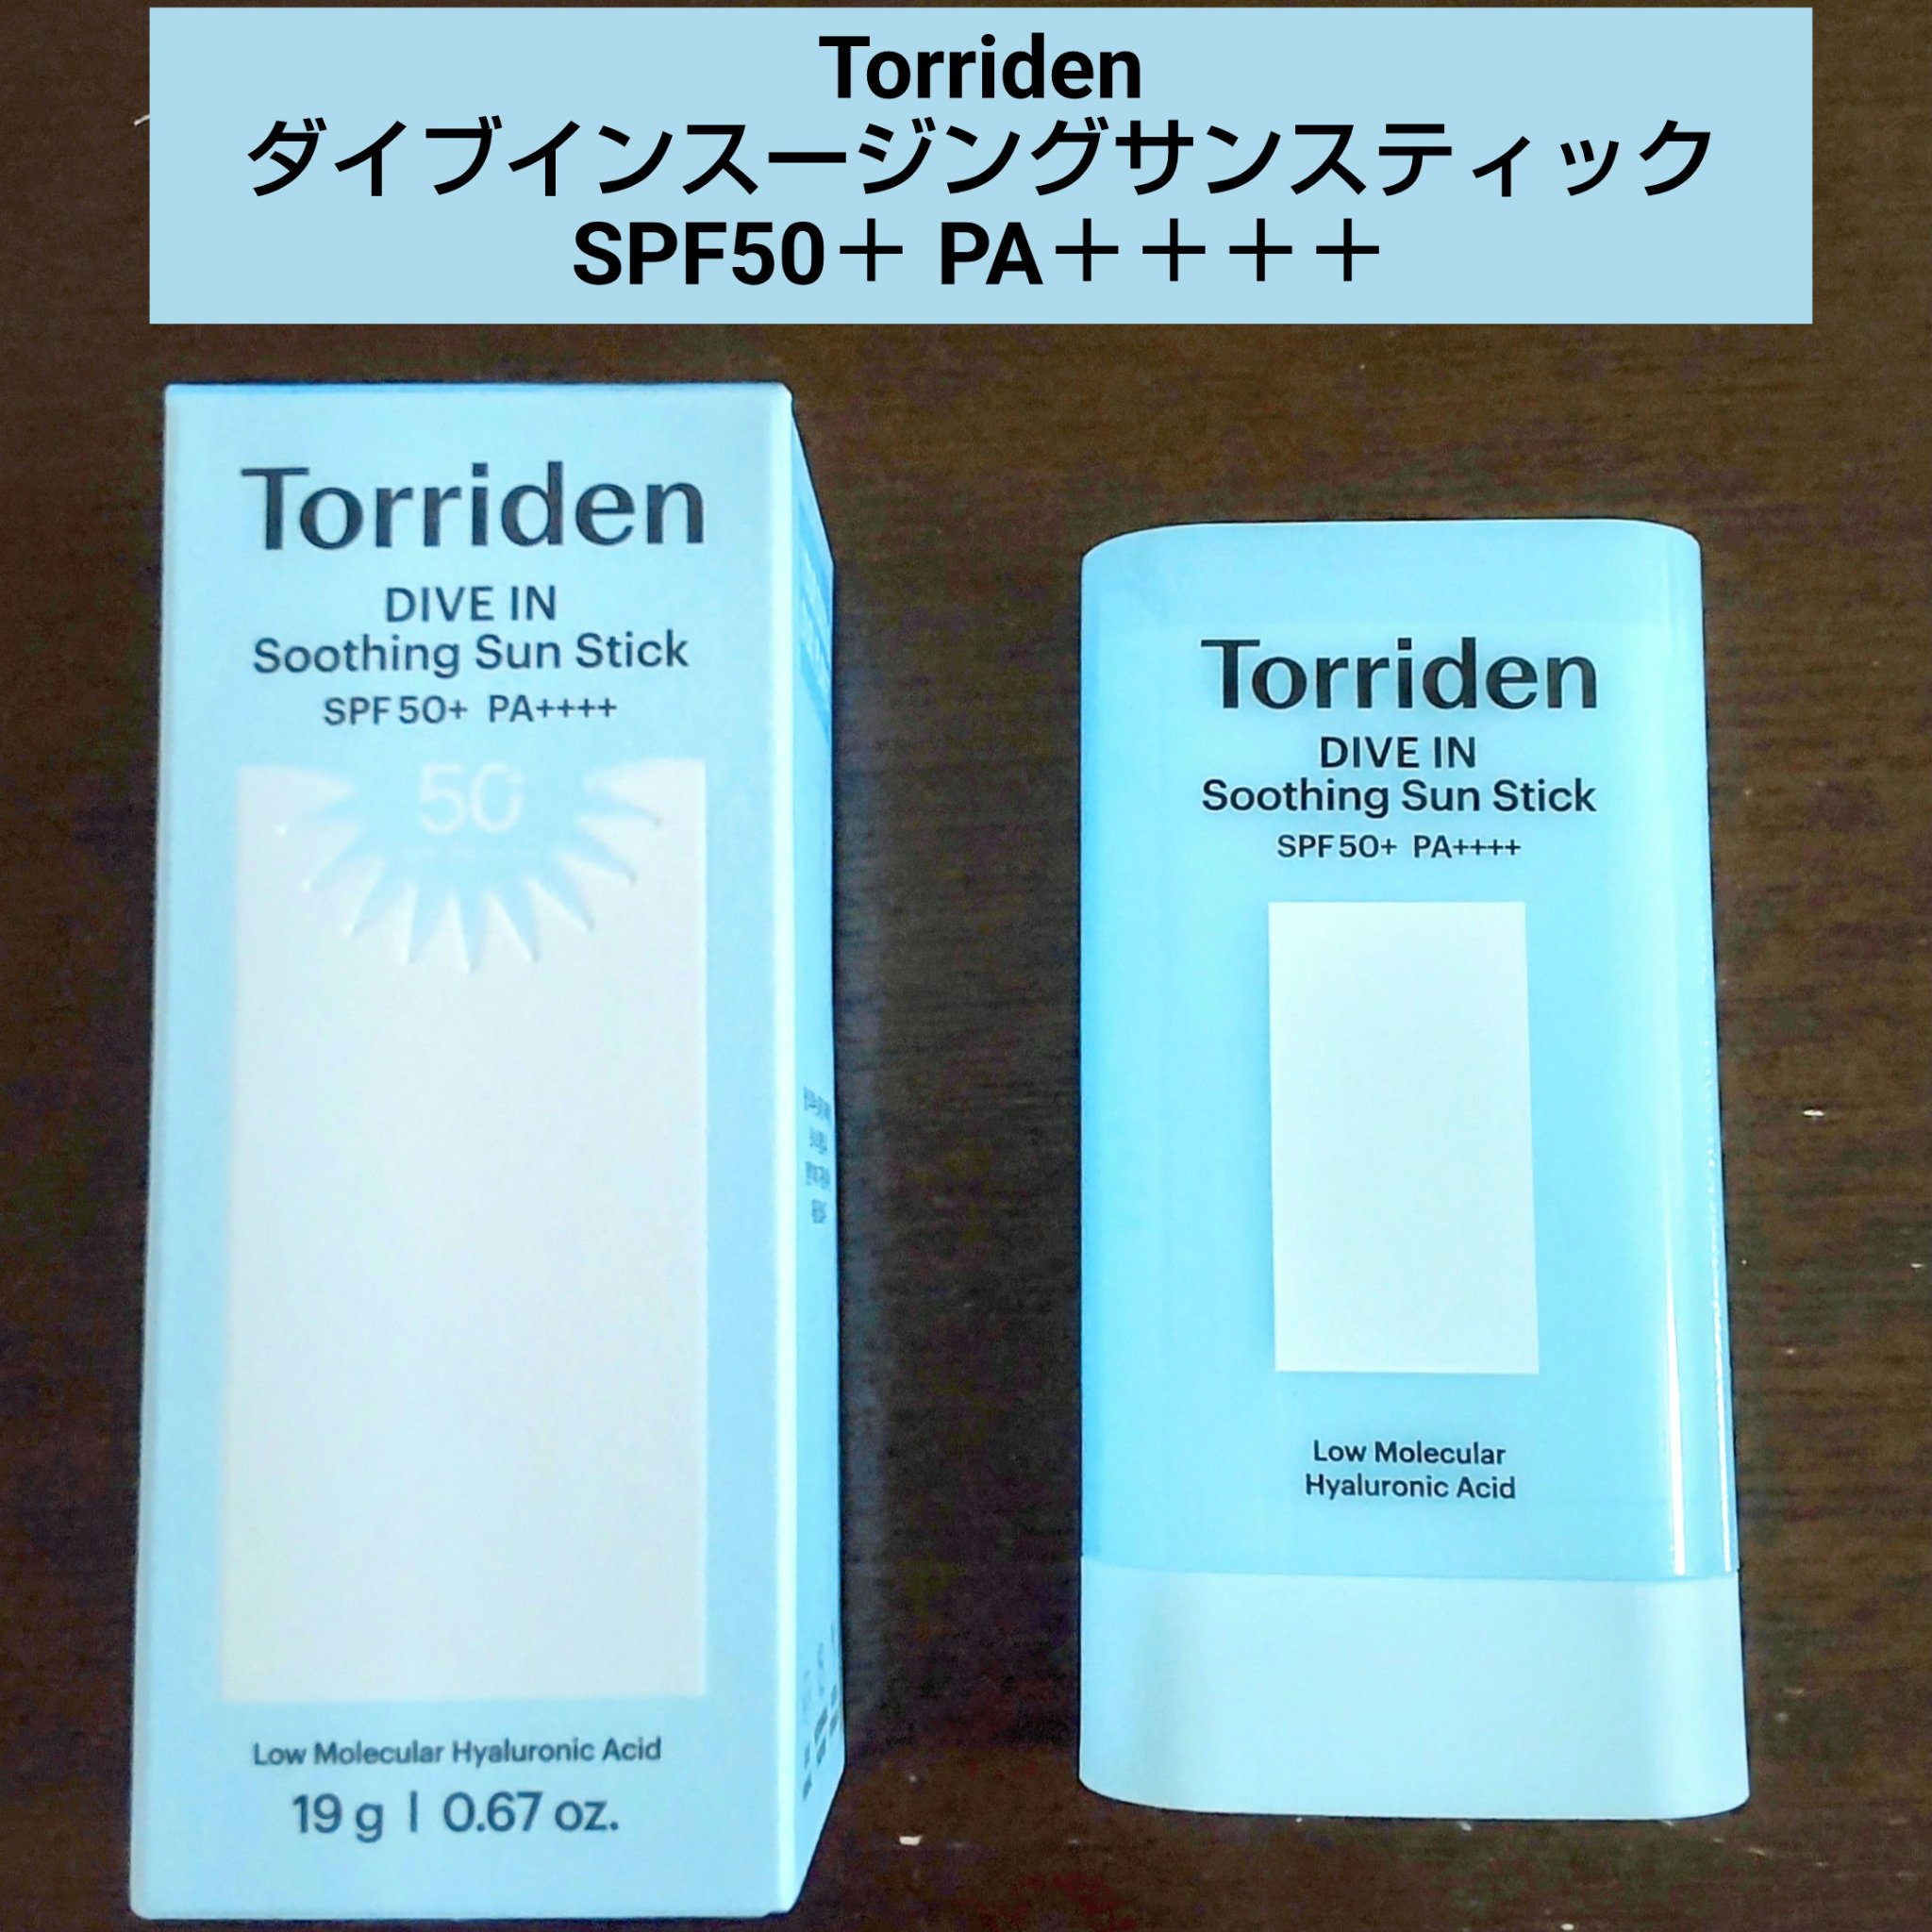 Torriden
ダイブインスージングサンスティック
SPF50＋ PA＋＋＋＋
Torriden
DIVE IN
Soothing Sun Stick
SPF 50+ PA++++
50
Low Molecular Hyaluronic Acid
19 g | 0.67 oz.
Torriden
DIVE IN
Soothing Sun Stick
SPF 50+ PA++++
Low Molecular
Hyaluronic Acid